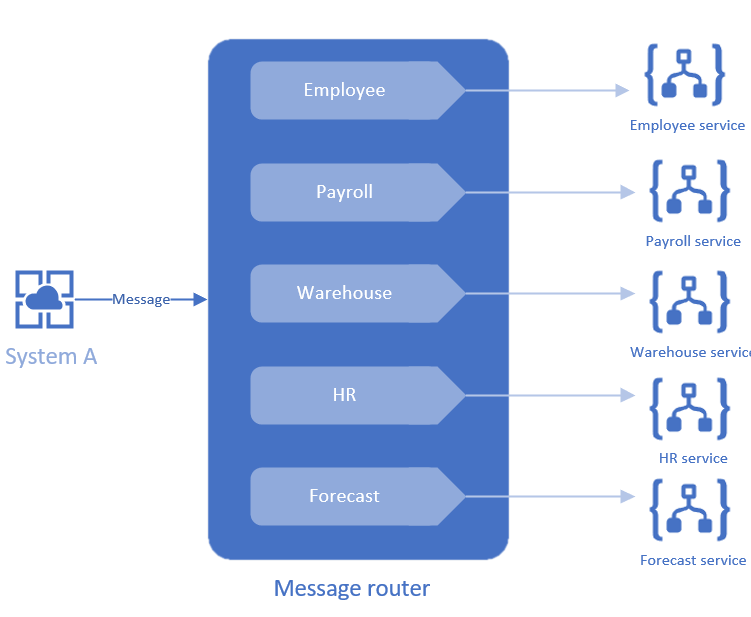 Employee
Employee service
Payroll
Payroll service
System A
Message
Warehouse
Warehouse service
HR
HR service
Forecast
Forecast service
Message router